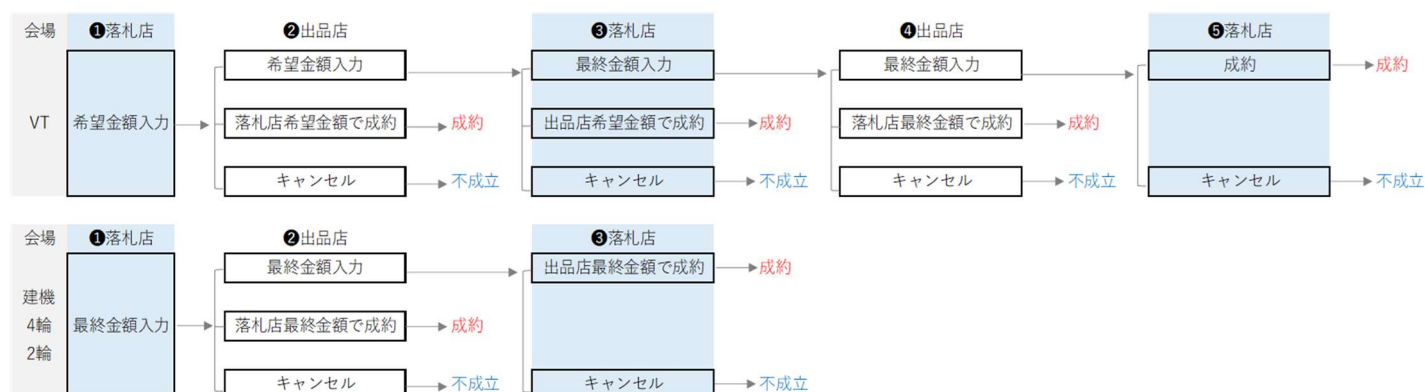 会場 ❶落札店 ❷出品店 ❸落札店 ❹出品店 ❺落札店
希望金額入力 最終金額入力 最終金額入力 成約 成約
VT 希望金額入力 落札店希望金額で成約 成約 出品店希望金額で成約 成約 落札店最終金額で成約 成約
キャンセル 不成立 キャンセル 不成立 キャンセル 不成立 キャンセル 不成立
会場 ❶落札店 ❷出品店 ❸落札店
最終金額入力 出品店最終金額で成約 成約
建機
4輪 最終金額入力 落札店最終金額で成約 成約
2輪
キャンセル 不成立 キャンセル 不成立